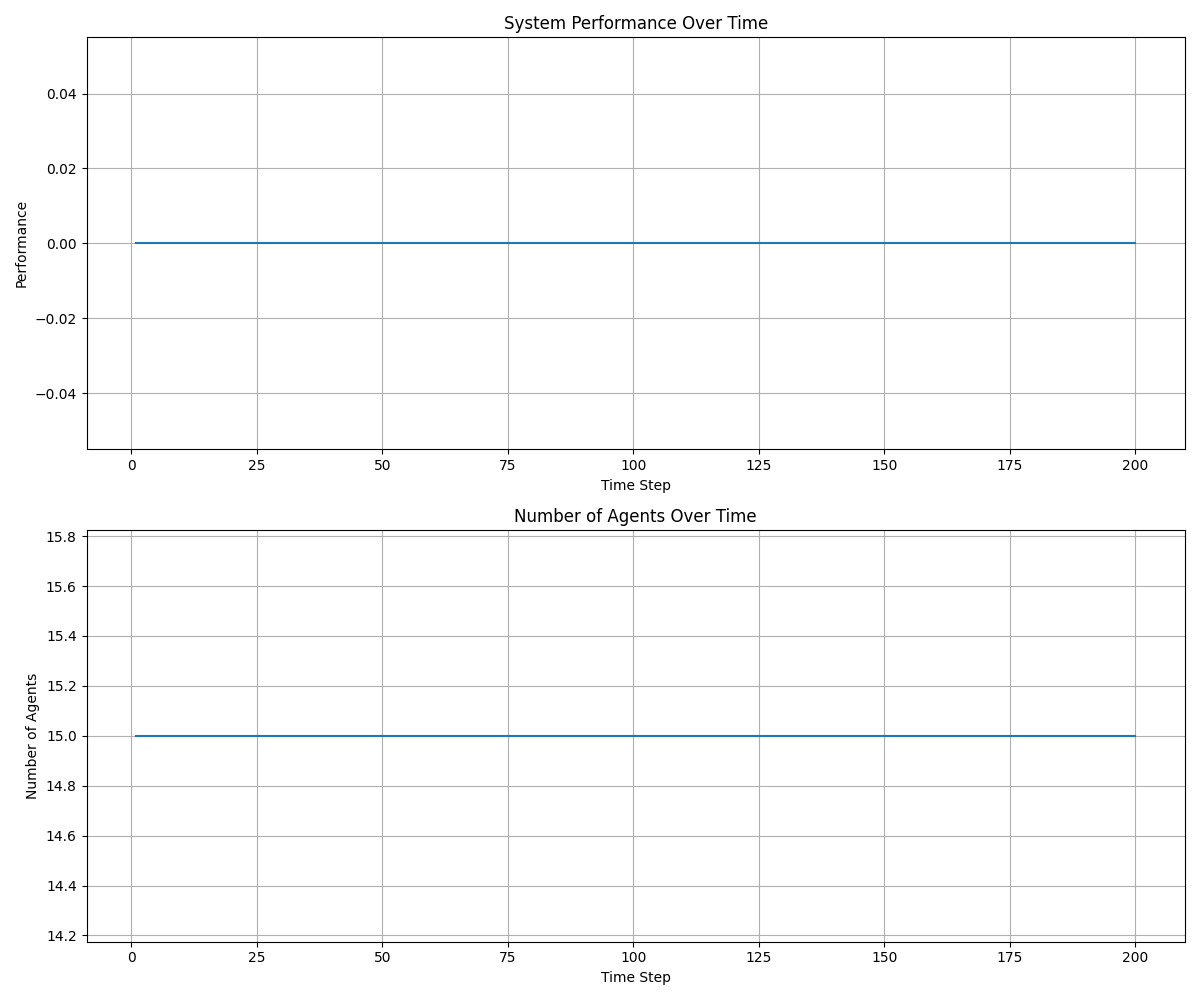 System Performance Over Time
0.04
0.02
0.00
−0.02
−0.04
Performance
0 25 50 75 100 125 150 175 200
Time Step
Number of Agents Over Time
15.8
15.6
15.4
15.2
15.0
14.8
14.6
14.4
14.2
Number of Agents
0 25 50 75 100 125 150 175 200
Time Step